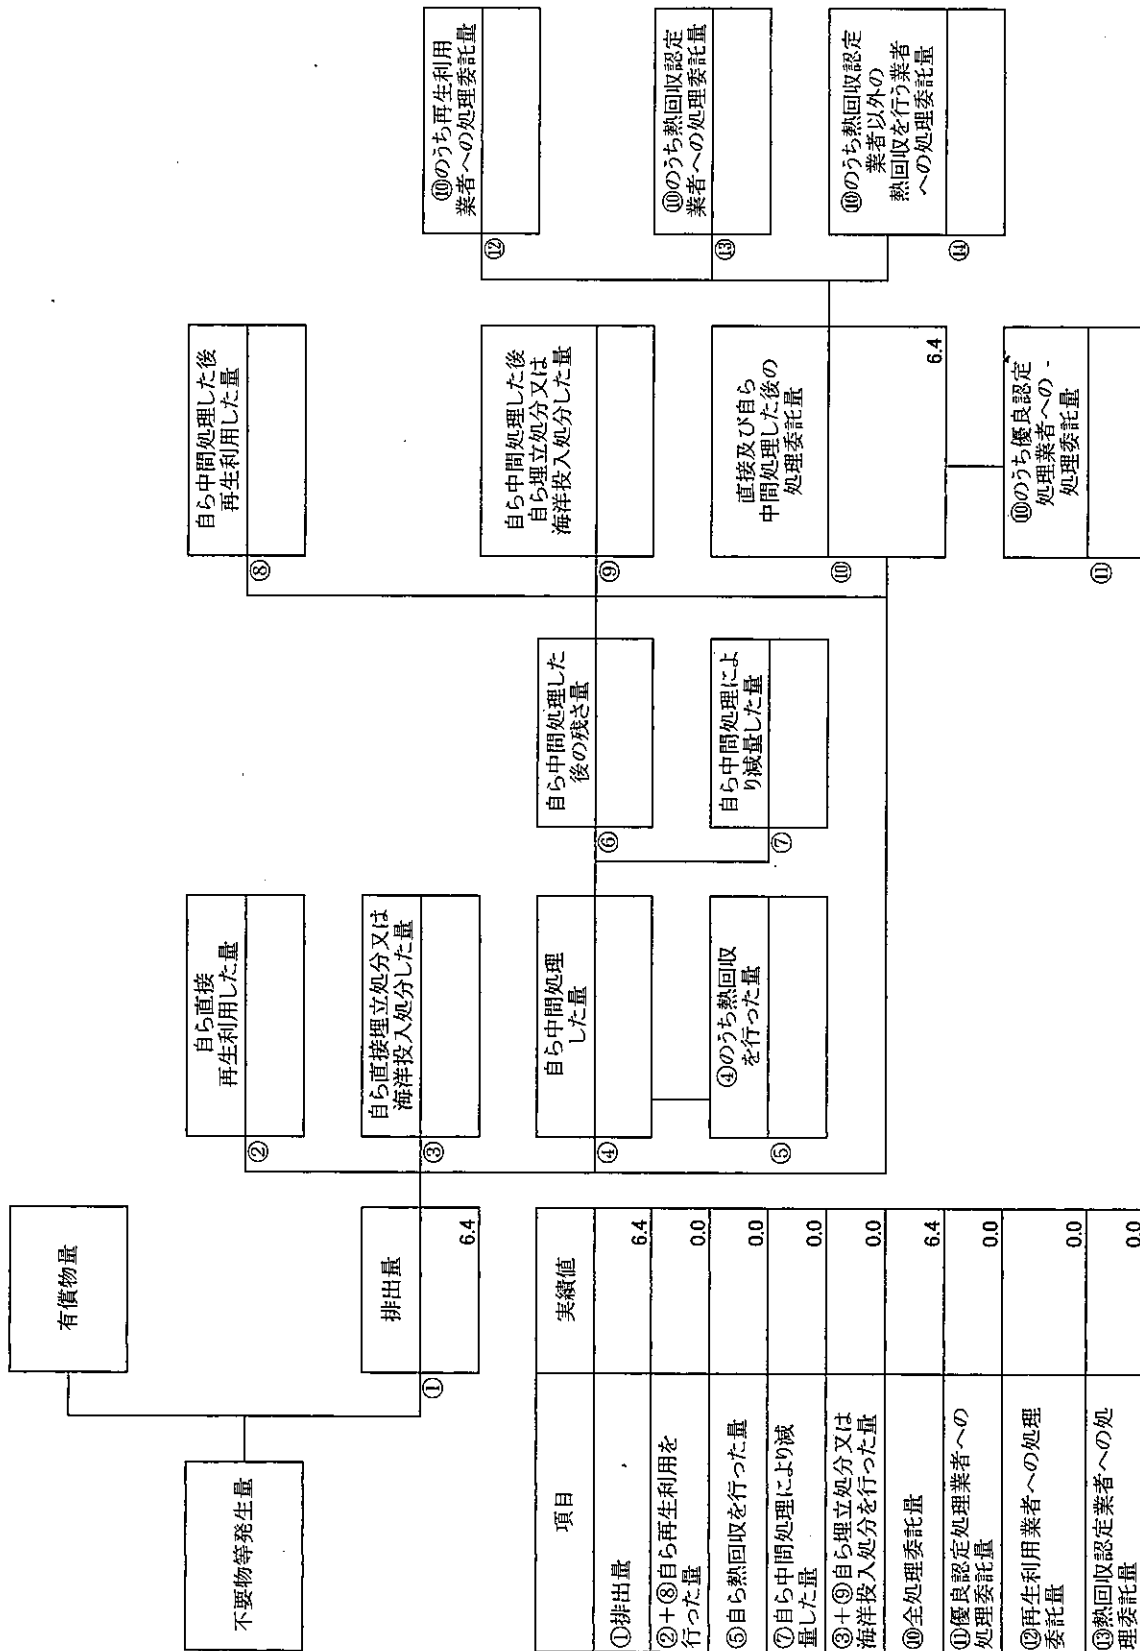 不要物等発生量
有償物量
①
排出量
6.4
②
自ら直接
再生利用した量
③
自ら直接埋立処分又は
海洋投入処分した量
④
自ら中間処理
した量
⑤
④のうち熱回収
を行った量
⑥
自ら中間処理した
後の残さ量
⑦
自ら中間処理によ
り減量した量
⑧
自ら中間処理した後
再生利用した量
⑨
自ら中間処理した後
自ら埋立処分又は
海洋投入処分した量
⑩
直接及び自ら
中間処理した後の
処理委託量
6.4
⑪
⑩のうち優良認定
処理業者への
処理委託量
⑫
⑩のうち再生利用
業者への処理委託量
⑬
⑩のうち熱回収認定
業者への処理委託量
⑭
⑩のうち熱回収認定
業者以外の
熱回収を行う業者
への処理委託量
項目 実績値
①排出量 6.4
②+⑧自ら再生利用を
行った量 0.0
⑤自ら熱回収を行った量 0.0
⑦自ら中間処理により減
量した量 0.0
③+⑨自ら埋立処分又は
海洋投入処分を行った量 0.0
⑩全処理委託量 6.4
⑪優良認定処理業者への
処理委託量 0.0
⑫再生利用業者への処理
委託量 0.0
⑬熱回収認定業者への処
理委託量 0.0